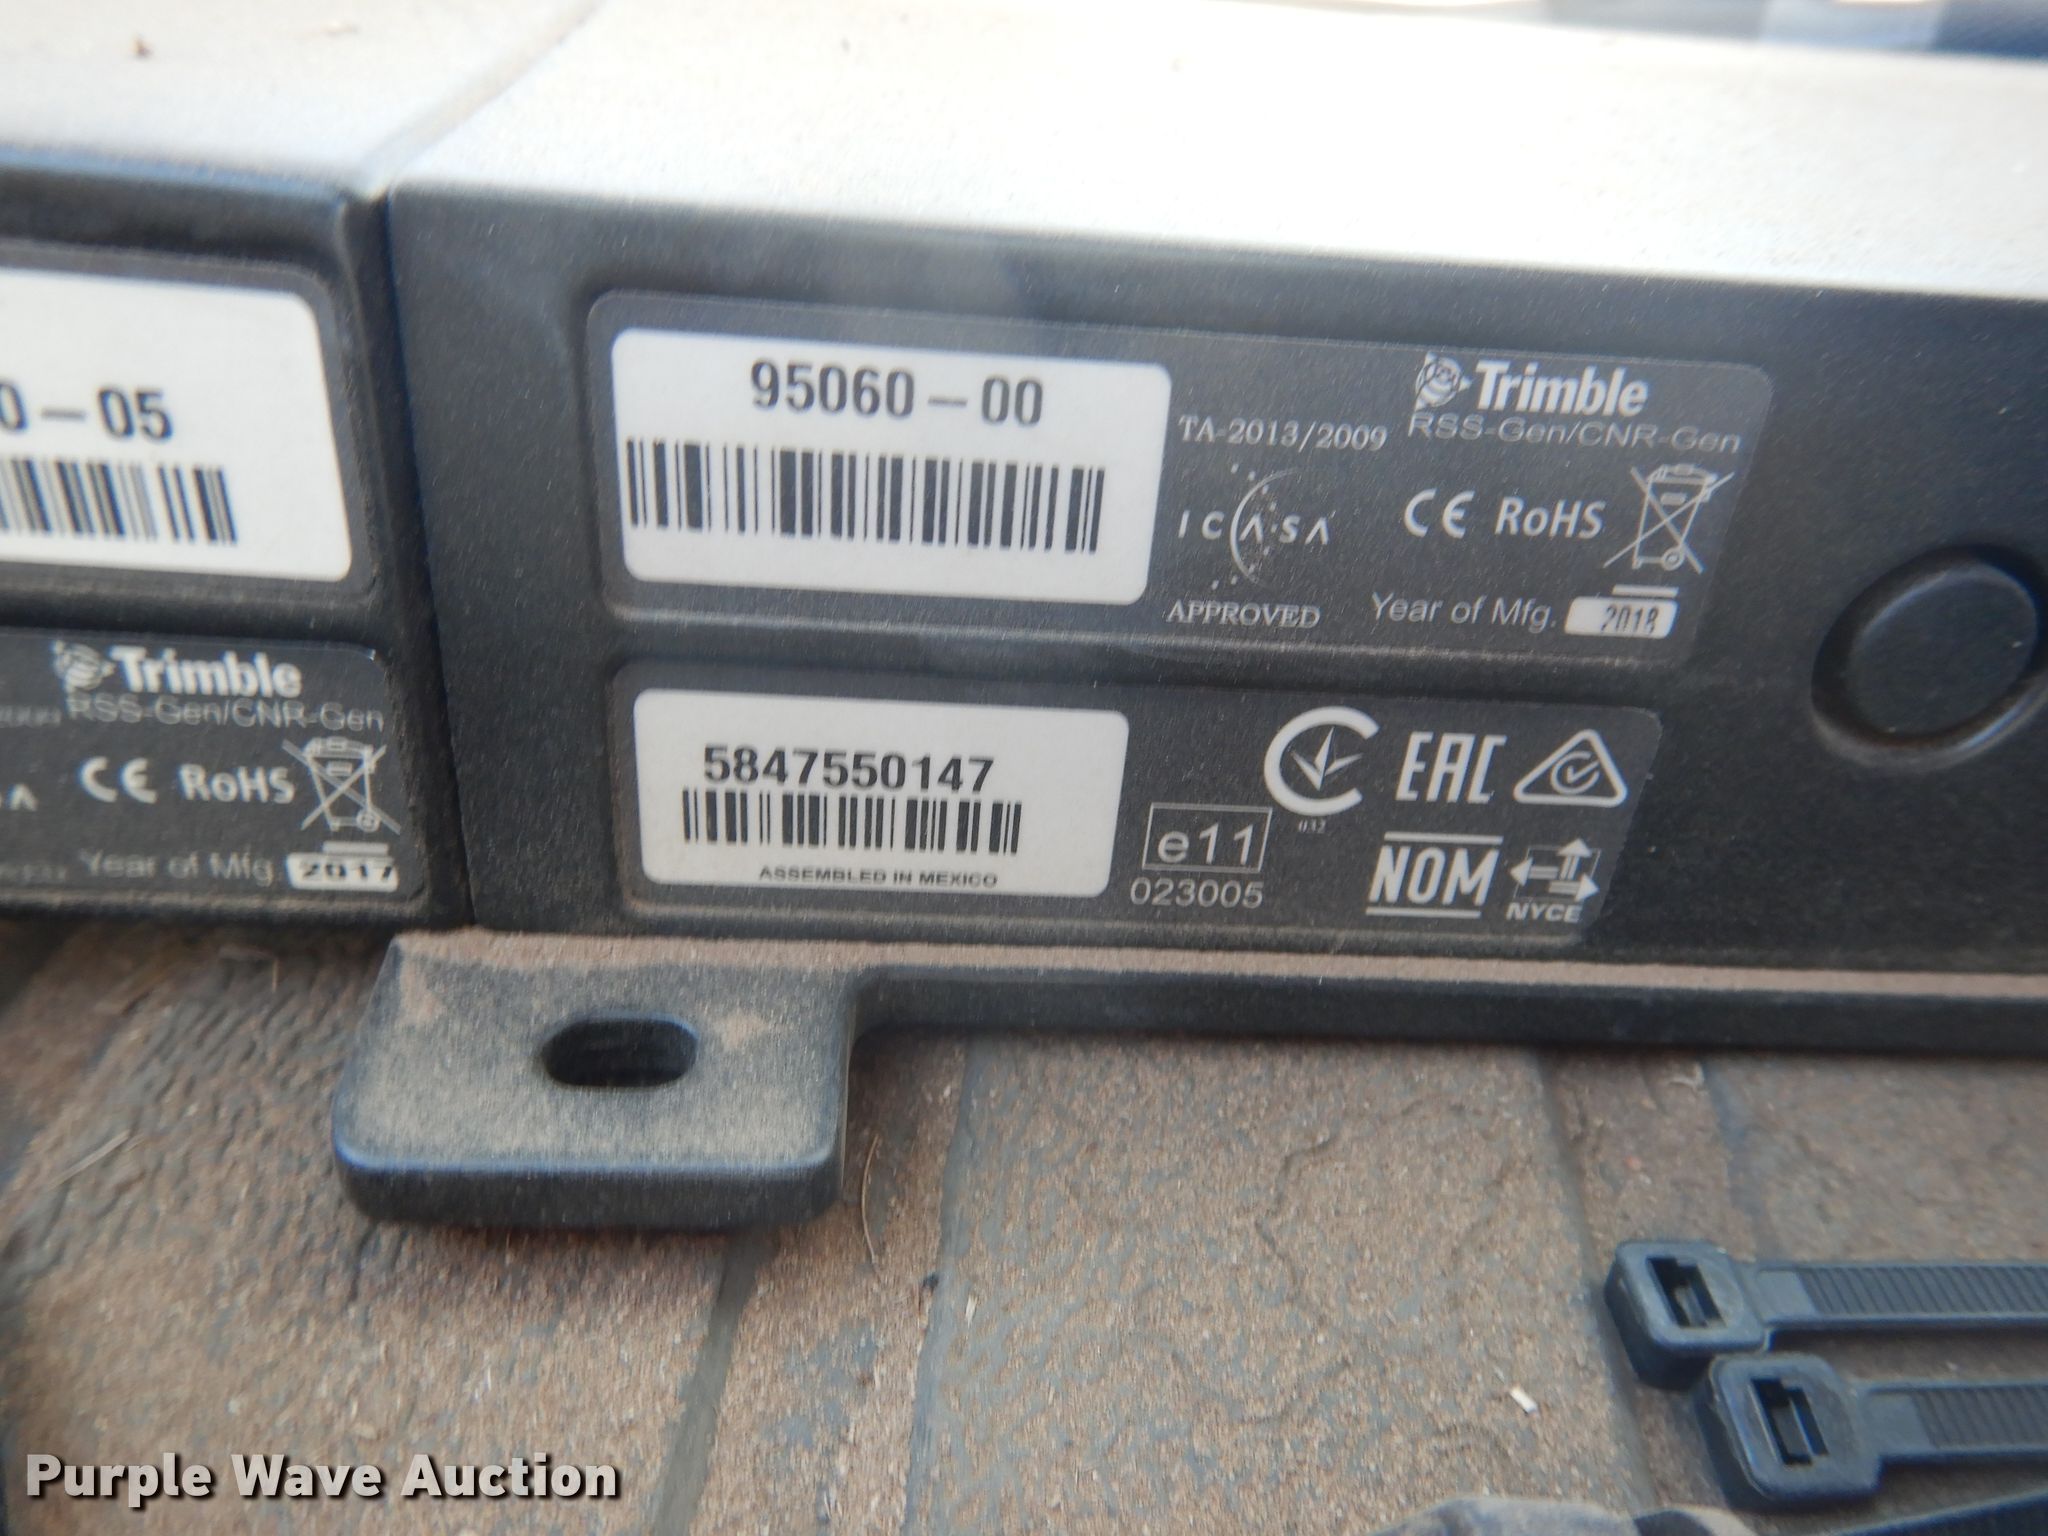 0-05
Trimble
RSS-Gen/CNR-Gen
CE RoHS
SA
Year of Mfg. 2017
95060-00
TA-2013/2009
ICASA
APPROVED
Trimble
RSS-Gen/CNR-Gen
CE RoHS
Year of Mfg. 2018
5847550147
ASSEMBLED IN MEXICO
e11
023005
032
EAC
NOM
NYCE
Purple Wave Auction